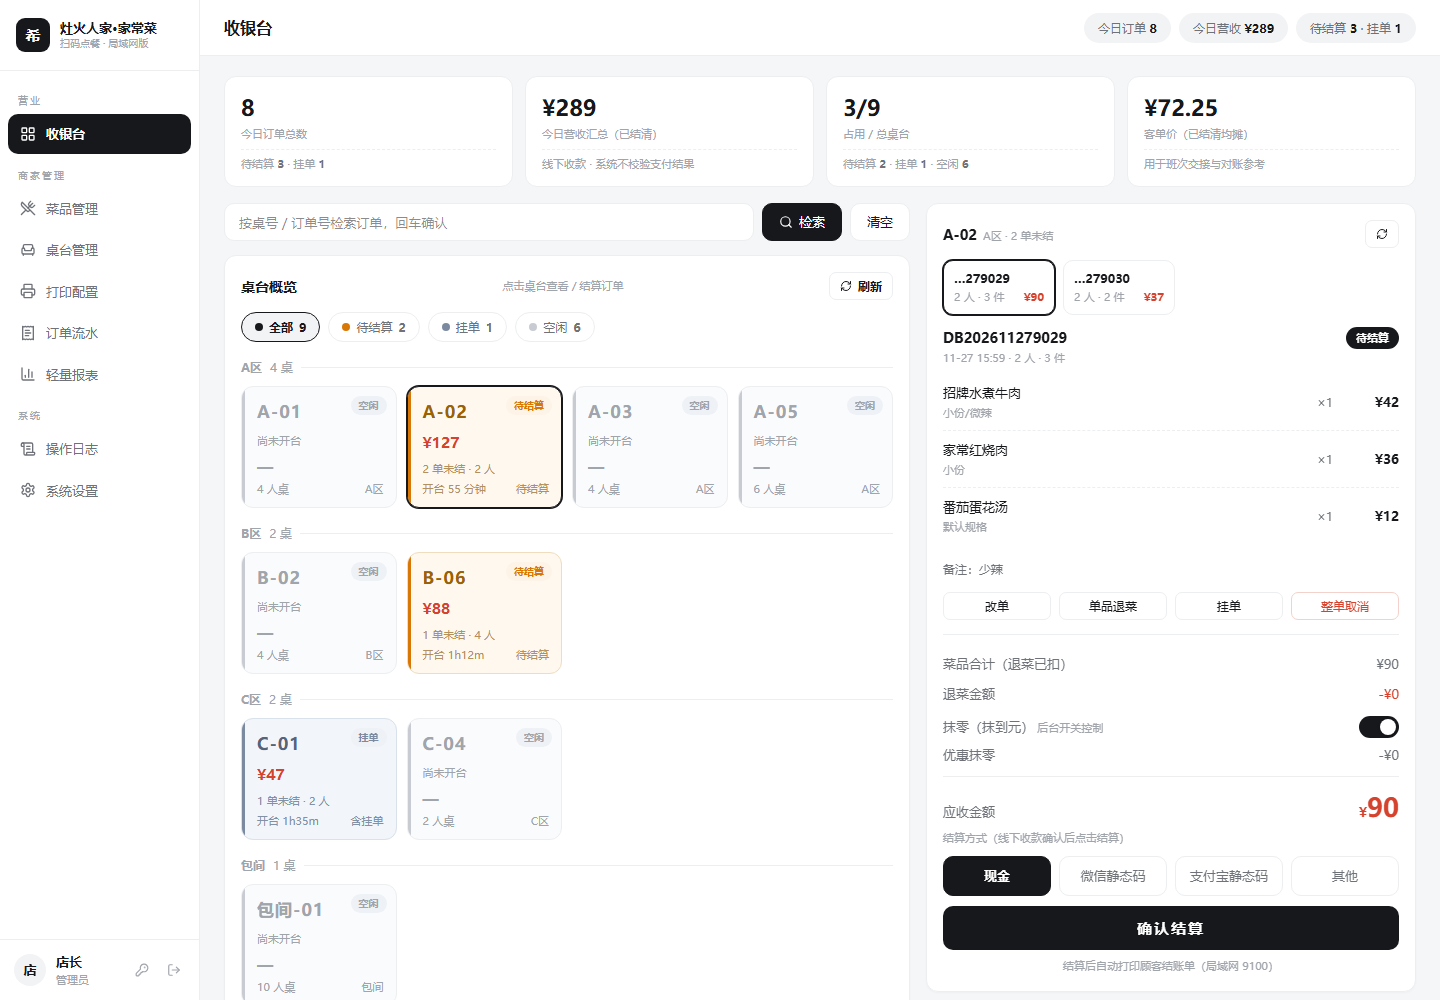 希
灶火人家•家常菜
扫码点餐 · 局域网版
营业
收银台
商家管理
菜品管理
桌台管理
打印配置
订单流水
轻量报表
系统
操作日志
系统设置
店
店长
管理员
收银台
今日订单 8
今日营收 ¥289
待结算 3 · 挂单 1
8
今日订单总数
待结算 3 · 挂单 1
¥289
今日营收汇总（已结清）
线下收款 · 系统不校验支付结果
3/9
占用 / 总桌台
待结算 2 · 挂单 1 · 空闲 6
¥72.25
客单价（已结清均摊）
用于班次交接与对账参考
按桌号 / 订单号检索订单，回车确认
检索
清空
桌台概览
点击桌台查看 / 结算订单
刷新
全部 9
待结算 2
挂单 1
空闲 6
A区 4 桌
A-01 空闲
尚未开台
—
4 人桌 A区
A-02 待结算
¥127
2 单未结 · 2 人
开台 55 分钟 待结算
A-03 空闲
尚未开台
—
4 人桌 A区
A-05 空闲
尚未开台
—
6 人桌 A区
B区 2 桌
B-02 空闲
尚未开台
—
4 人桌 B区
B-06 待结算
¥88
1 单未结 · 4 人
开台 1h12m 待结算
C区 2 桌
C-01 挂单
¥47
1 单未结 · 2 人
开台 1h35m 含挂单
C-04 空闲
尚未开台
—
2 人桌 C区
包间 1 桌
包间-01 空闲
尚未开台
—
10 人桌 包间
A-02 A区 · 2 单未结
...279029
2 人 · 3 件 ¥90
...279030
2 人 · 2 件 ¥37
DB202611279029 待结算
11-27 15:59 · 2 人 · 3 件
招牌水煮牛肉
小份/微辣
×1 ¥42
家常红烧肉
小份
×1 ¥36
番茄蛋花汤
默认规格
×1 ¥12
备注：少辣
改单
单品退菜
挂单
整单取消
菜品合计（退菜已扣） ¥90
退菜金额 -¥0
抹零（抹到元） 后台开关控制
优惠抹零 -¥0
应收金额 ¥90
结算方式（线下收款确认后点击结算）
现金
微信静态码
支付宝静态码
其他
确认结算
结算后自动打印顾客结账单（局域网 9100）